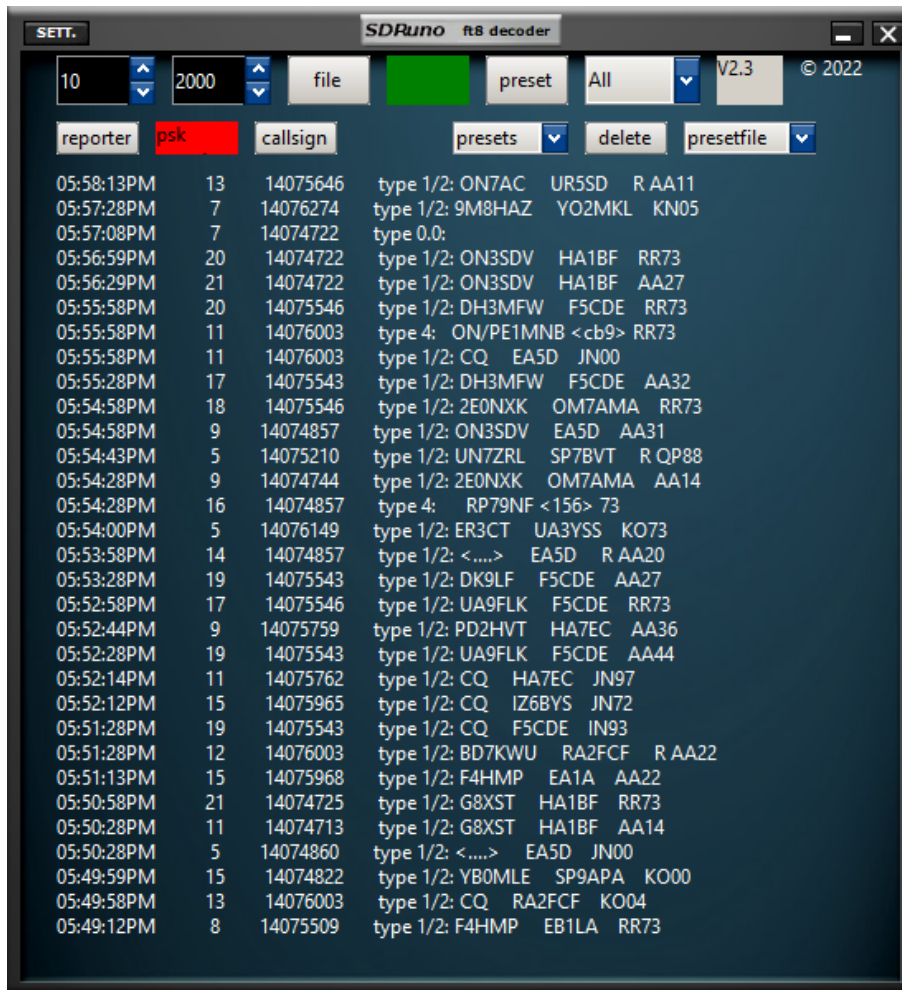 SETT. SDRuno ft8 decoder
10 2000 file preset All V2.3 © 2022
reporter psk callsign presets delete presetfile
05:58:13PM 13 14075646 type 1/2: ON7AC UR5SD R AA11
05:57:28PM 7 14076274 type 1/2: 9M8HAZ YO2MKL KN05
05:57:08PM 7 14074722 type 0.0:
05:56:59PM 20 14074722 type 1/2: ON3SDV HA1BF RR73
05:56:29PM 21 14074722 type 1/2: ON3SDV HA1BF AA27
05:55:58PM 20 14075546 type 1/2: DH3MFW F5CDE RR73
05:55:58PM 11 14076003 type 4: ON/PE1MNB <cb9> RR73
05:55:58PM 11 14076003 type 1/2: CQ EA5D JN00
05:55:28PM 17 14075543 type 1/2: DH3MFW F5CDE AA32
05:54:58PM 18 14075546 type 1/2: 2E0NXK OM7AMA RR73
05:54:58PM 9 14074857 type 1/2: ON3SDV EA5D AA31
05:54:43PM 5 14075210 type 1/2: UN7ZRL SP7BVT R QP88
05:54:28PM 9 14074744 type 1/2: 2E0NXK OM7AMA AA14
05:54:28PM 16 14074857 type 4: RP79NF <156> 73
05:54:00PM 5 14076149 type 1/2: ER3CT UA3YSS KO73
05:53:58PM 14 14074857 type 1/2: <....> EA5D R AA20
05:53:28PM 19 14075543 type 1/2: DK9LF F5CDE AA27
05:52:58PM 17 14075546 type 1/2: UA9FLK F5CDE RR73
05:52:44PM 9 14075759 type 1/2: PD2HVT HA7EC AA36
05:52:28PM 19 14075543 type 1/2: UA9FLK F5CDE AA44
05:52:14PM 11 14075762 type 1/2: CQ HA7EC JN97
05:52:12PM 15 14075965 type 1/2: CQ IZ6BYS JN72
05:51:28PM 19 14075543 type 1/2: CQ F5CDE IN93
05:51:28PM 12 14076003 type 1/2: BD7KWU RA2FCF R AA22
05:51:13PM 15 14075968 type 1/2: F4HMP EA1A AA22
05:50:58PM 21 14074725 type 1/2: G8XST HA1BF RR73
05:50:28PM 11 14074713 type 1/2: G8XST HA1BF AA14
05:50:28PM 5 14074860 type 1/2: <....> EA5D JN00
05:49:59PM 15 14074822 type 1/2: YB0MLE SP9APA KO00
05:49:58PM 13 14076003 type 1/2: CQ RA2FCF KO04
05:49:12PM 8 14075509 type 1/2: F4HMP EB1LA RR73